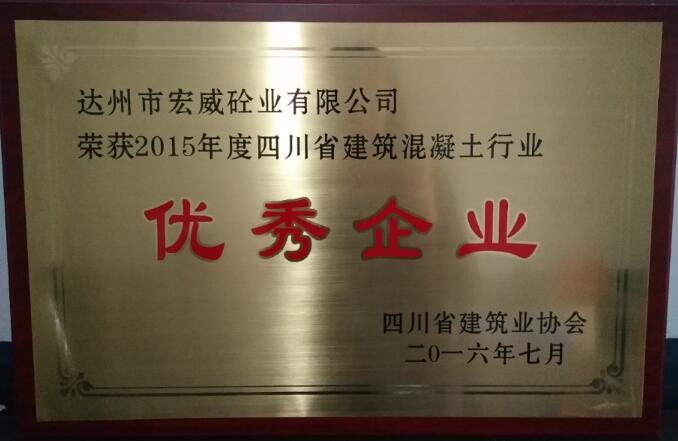 达州市宏威砼业有限公司
荣获2015年度四川省建筑混凝土行业
优秀企业
四川省建筑业协会
二0一六年七月